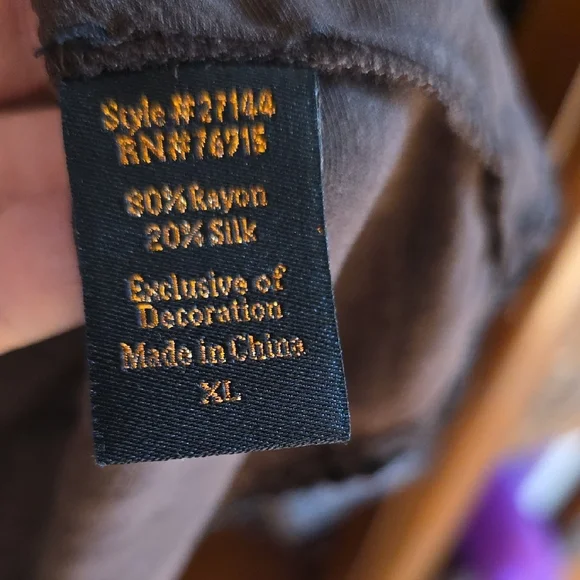 Style #27144
RN#76715
80% Rayon
20% Silk
Exclusive of
Decoration
Made in China
XL